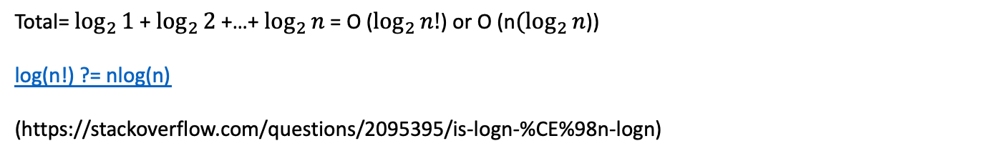 Total= log₂ 1 + log₂ 2 +...+ log₂ n = O (log₂ n!) or O (n(log₂ n))
log(n!) ?= nlog(n)
(https://stackoverflow.com/questions/2095395/is-logn-%CE%98n-logn)